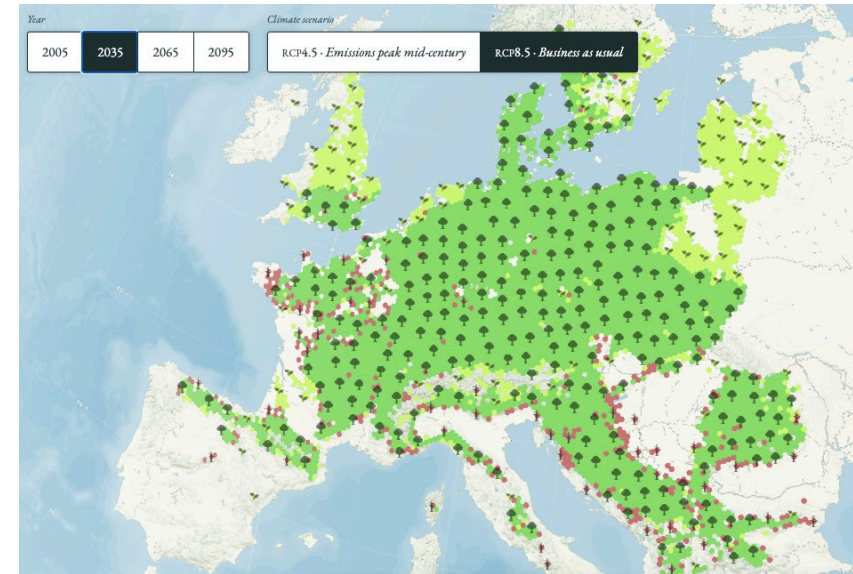 Year
Climate scenario
2005
2035
2065
2095
RCP4.5 · Emissions peak mid-century
RCP8.5 · Business as usual